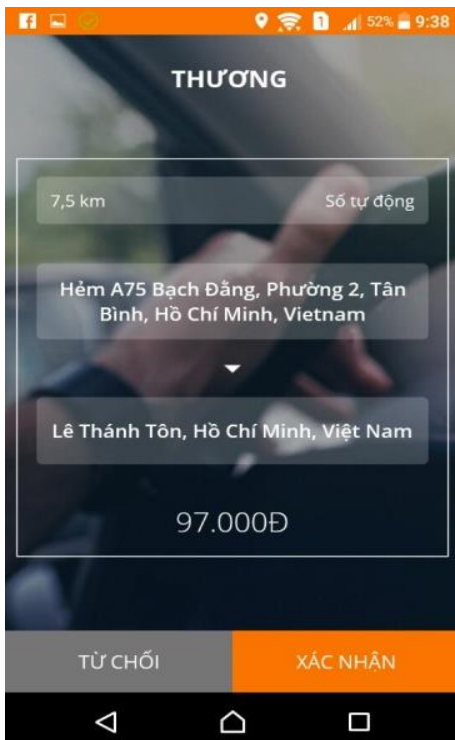 1 52% 9:38
THƯƠNG
7,5 km Số tự động
Hẻm A75 Bạch Đằng, Phường 2, Tân
Bình, Hồ Chí Minh, Vietnam
Lê Thánh Tôn, Hồ Chí Minh, Việt Nam
97.000Đ
TỪ CHỐI XÁC NHẬN